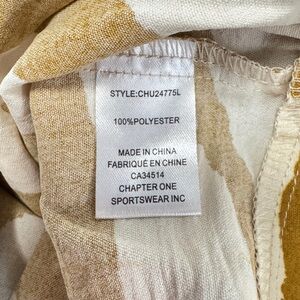 STYLE:CHU24775L
100%POLYESTER
MADE IN CHINA
FABRIQUÉ EN CHINE
CA34514
CHAPTER ONE
SPORTSWEAR INC